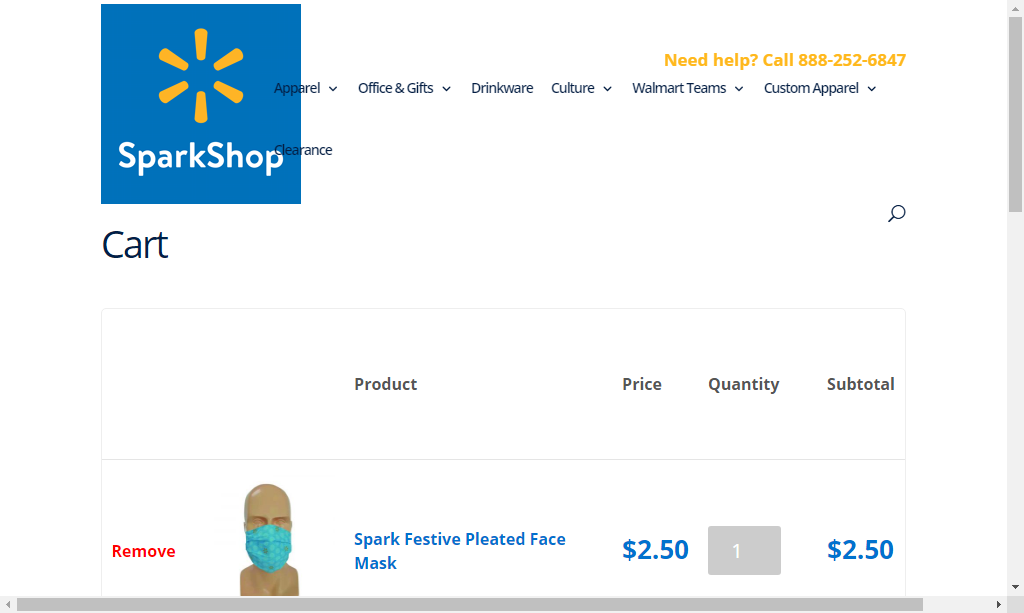 SparkShop
Need help? Call 888-252-6847
Apparel
Office & Gifts
Drinkware
Culture
Walmart Teams
Custom Apparel
Clearance
Cart
Product
Price
Quantity
Subtotal
Remove
Spark Festive Pleated Face
Mask
$2.50
1
$2.50